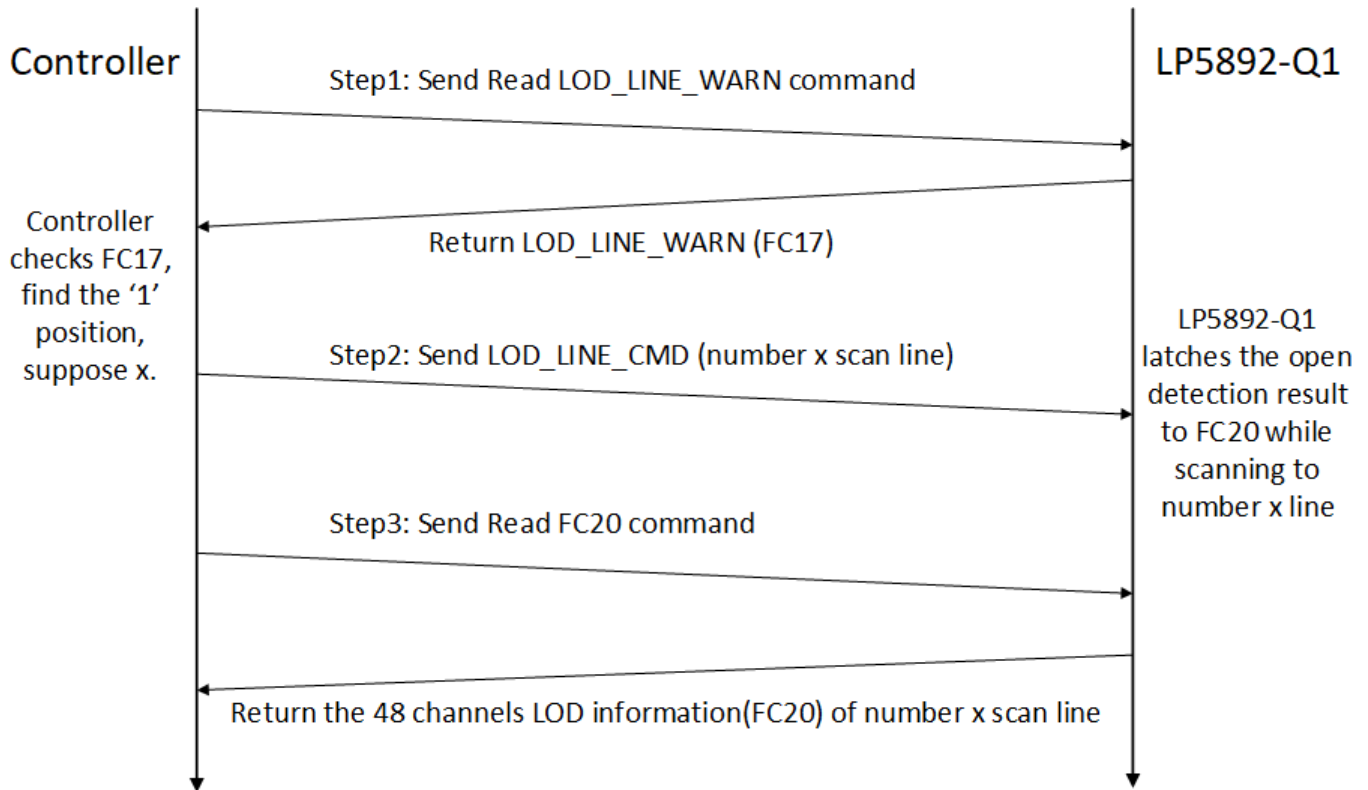 Controller
LP5892-Q1
Step1: Send Read LOD_LINE_WARN command
Return LOD_LINE_WARN (FC17)
Controller
checks FC17,
find the ‘1’
position,
suppose x.
Step2: Send LOD_LINE_CMD (number x scan line)
LP5892-Q1
latches the open
detection result
to FC20 while
scanning to
number x line
Step3: Send Read FC20 command
Return the 48 channels LOD information(FC20) of number x scan line